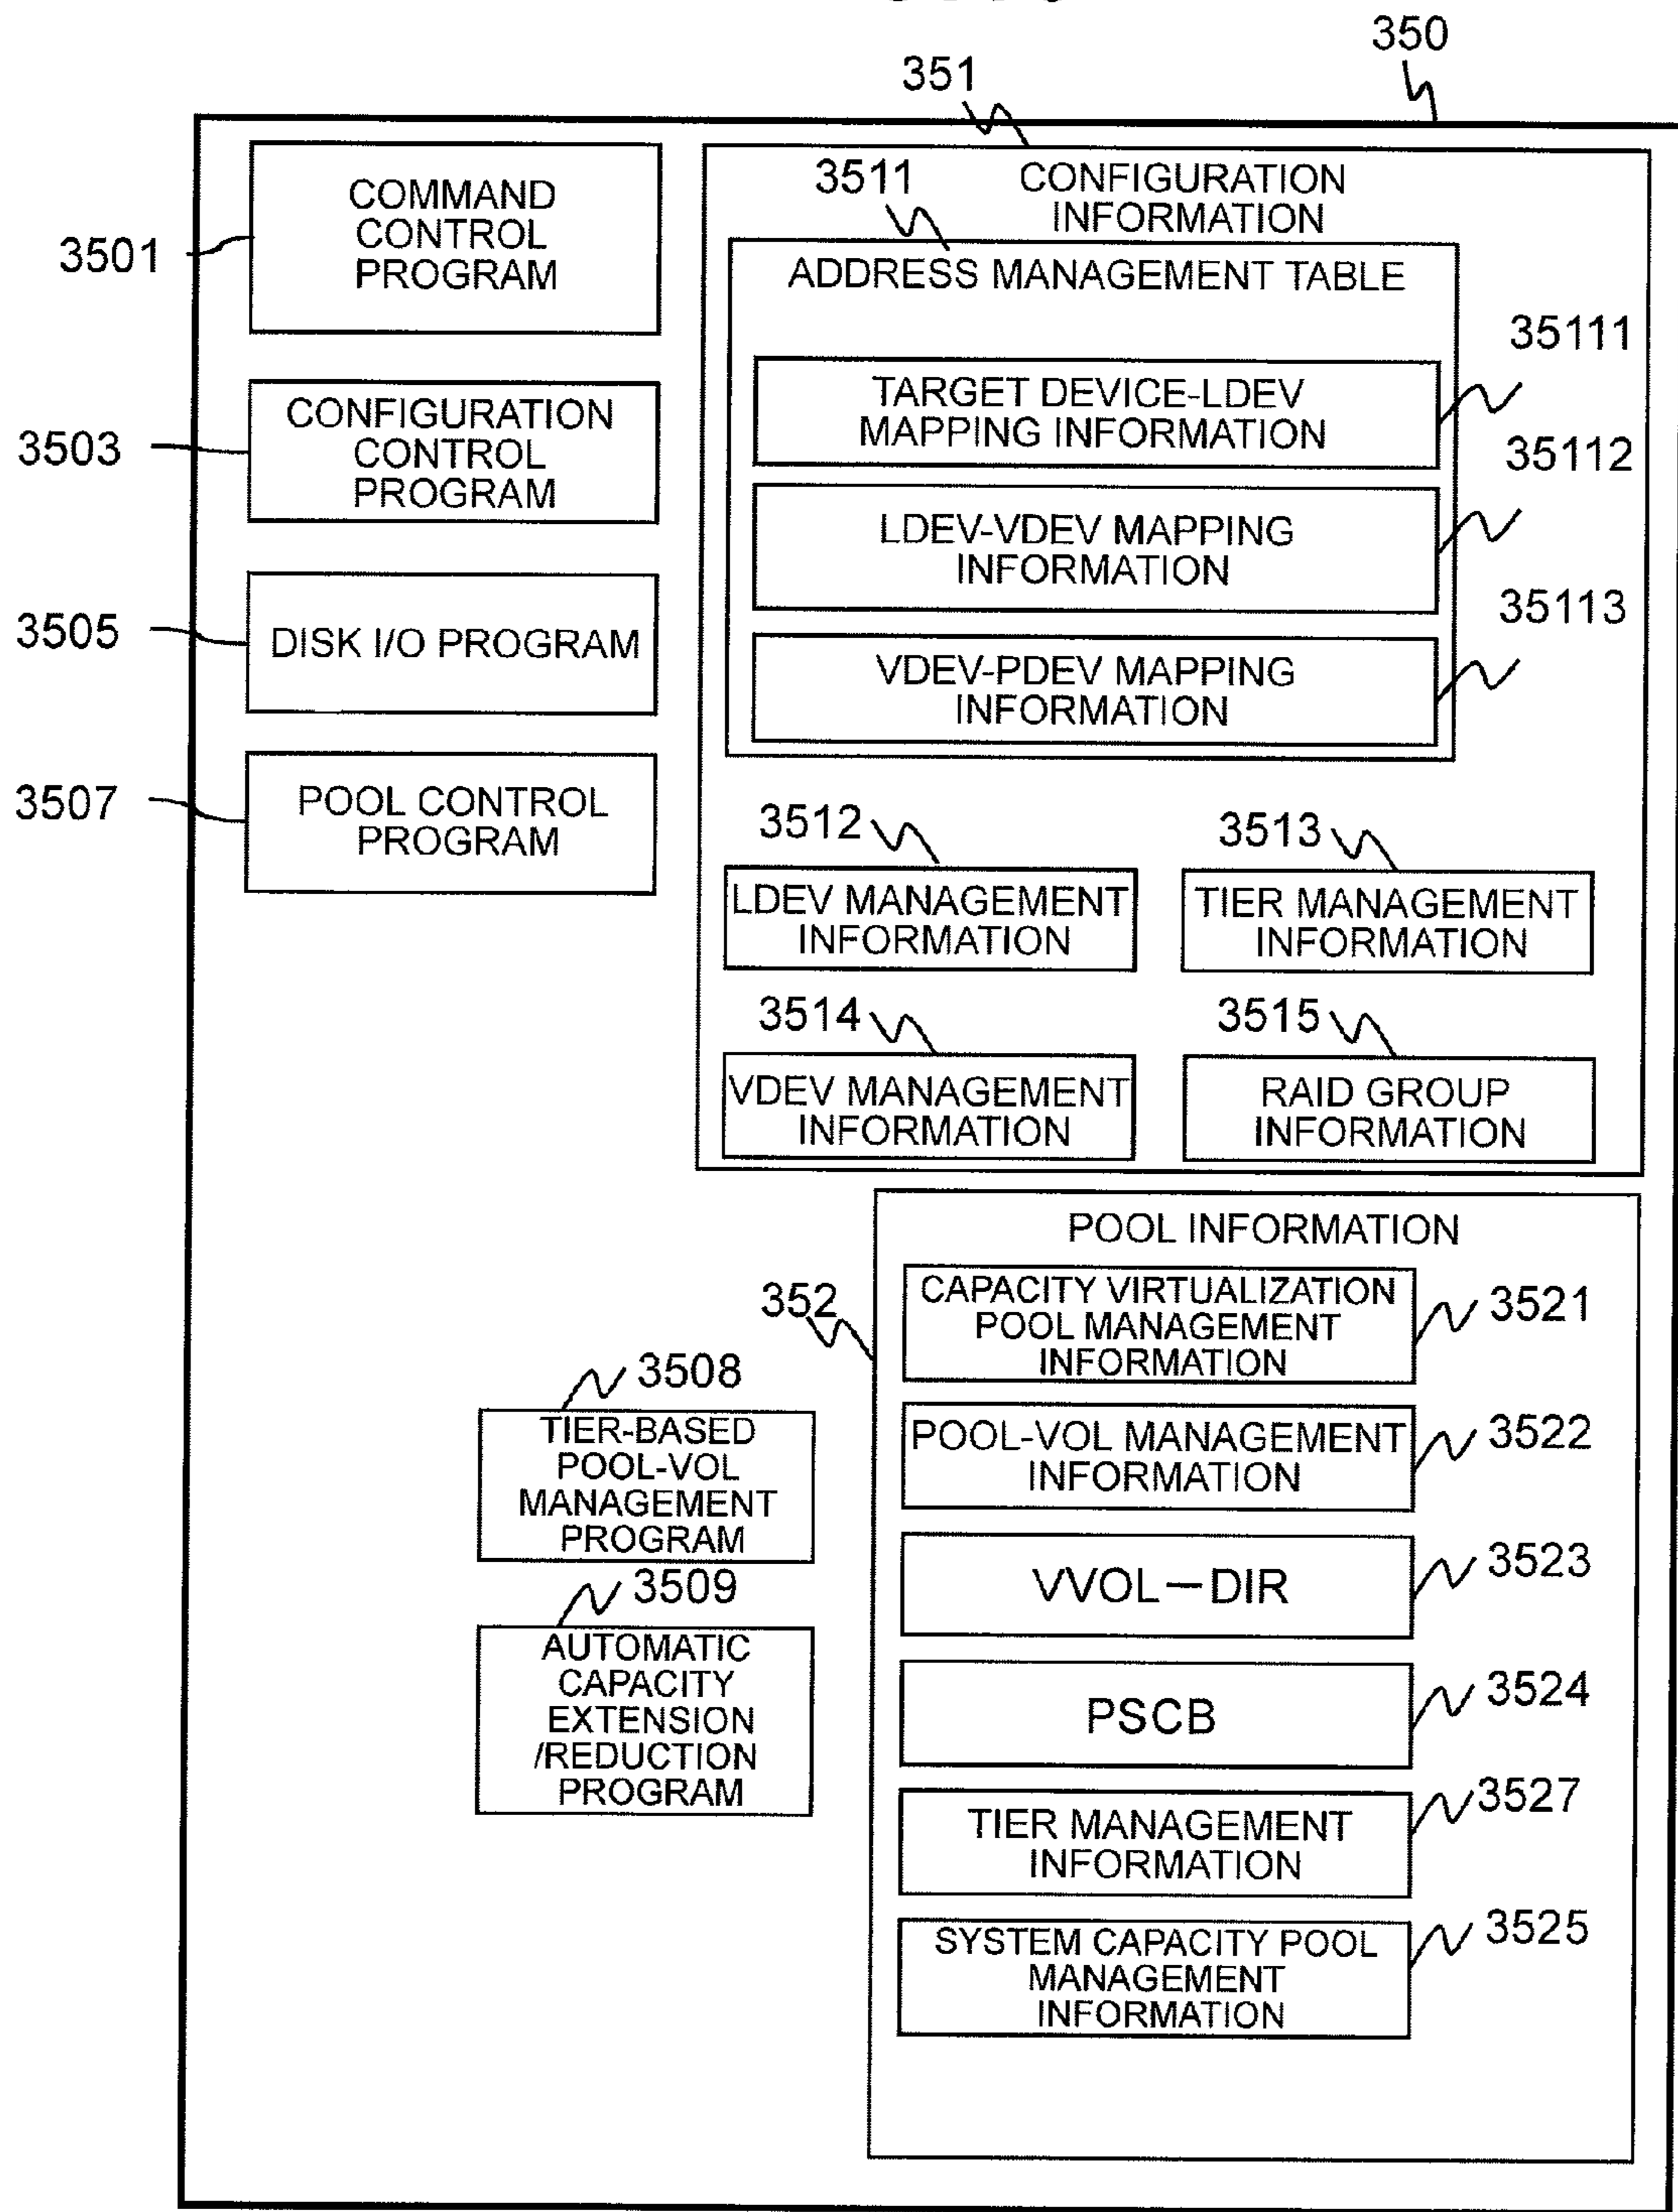 350
351
3501
COMMAND
CONTROL
PROGRAM
3503
CONFIGURATION
CONTROL
PROGRAM
3505
DISK I/O PROGRAM
3507
POOL CONTROL
PROGRAM
CONFIGURATION
INFORMATION
3511
ADDRESS MANAGEMENT TABLE
35111
TARGET DEVICE-LDEV
MAPPING INFORMATION
35112
LDEV-VDEV MAPPING
INFORMATION
35113
VDEV-PDEV MAPPING
INFORMATION
3512
LDEV MANAGEMENT
INFORMATION
3513
TIER MANAGEMENT
INFORMATION
3514
VDEV MANAGEMENT
INFORMATION
3515
RAID GROUP
INFORMATION
352
POOL INFORMATION
CAPACITY VIRTUALIZATION
POOL MANAGEMENT
INFORMATION
3521
POOL-VOL MANAGEMENT
INFORMATION
3522
VVOL—DIR
3523
PSCB
3524
TIER MANAGEMENT
INFORMATION
3527
SYSTEM CAPACITY POOL
MANAGEMENT
INFORMATION
3525
3508
TIER-BASED
POOL-VOL
MANAGEMENT
PROGRAM
3509
AUTOMATIC
CAPACITY
EXTENSION
/REDUCTION
PROGRAM